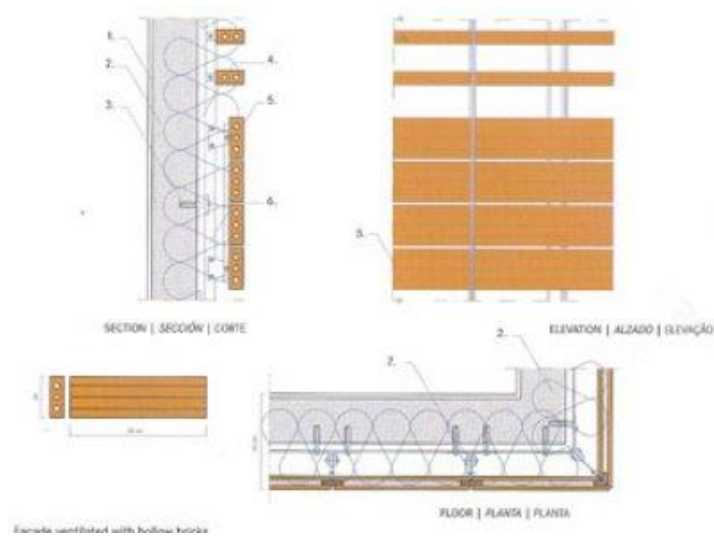 1.
2.
3.
4.
5.
6.
5.
SECTION | SECCIÓN | CORTE
ELEVATION | ALZADO | ELEVAÇÃO
2.
3.
FLOOR | PLANTA | PLANTA
Facade ventilated with hollow bricks